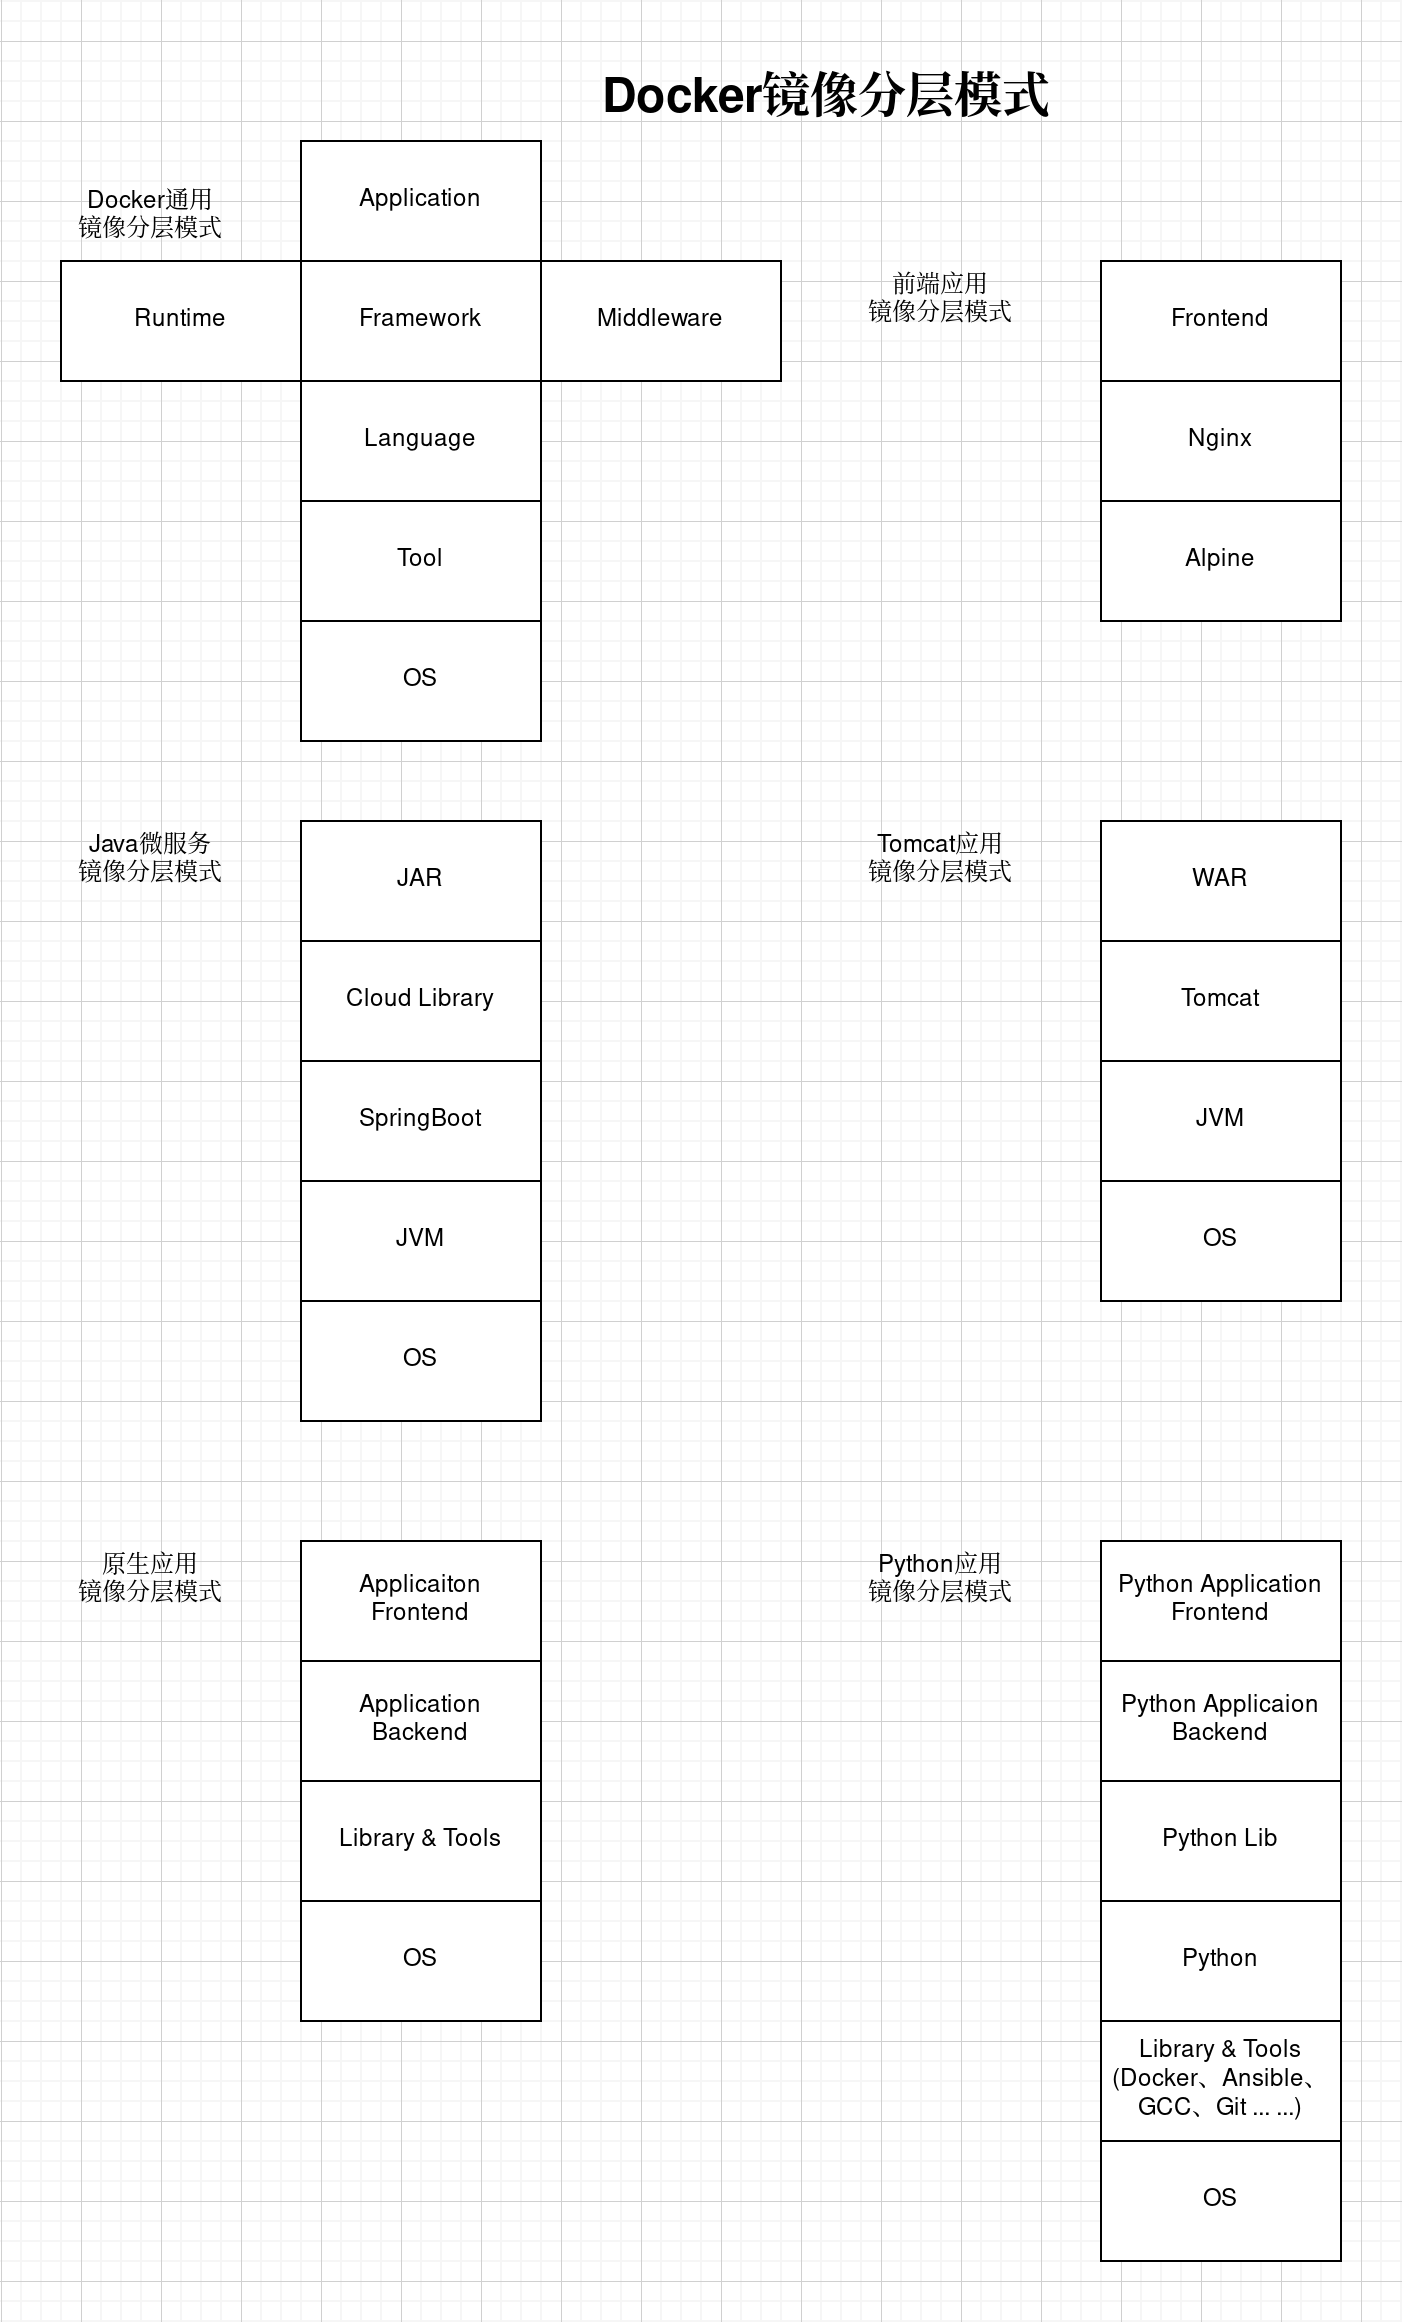 Docker镜像分层模式
Docker通用
镜像分层模式
Application
Runtime
Framework
Middleware
Language
Tool
OS
前端应用
镜像分层模式
Frontend
Nginx
Alpine
Java微服务
镜像分层模式
JAR
Cloud Library
SpringBoot
JVM
OS
Tomcat应用
镜像分层模式
WAR
Tomcat
JVM
OS
原生应用
镜像分层模式
Applicaiton
Frontend
Application
Backend
Library & Tools
OS
Python应用
镜像分层模式
Python Application
Frontend
Python Applicaion
Backend
Python Lib
Python
Library & Tools
(Docker、Ansible、
GCC、Git ... ...)
OS